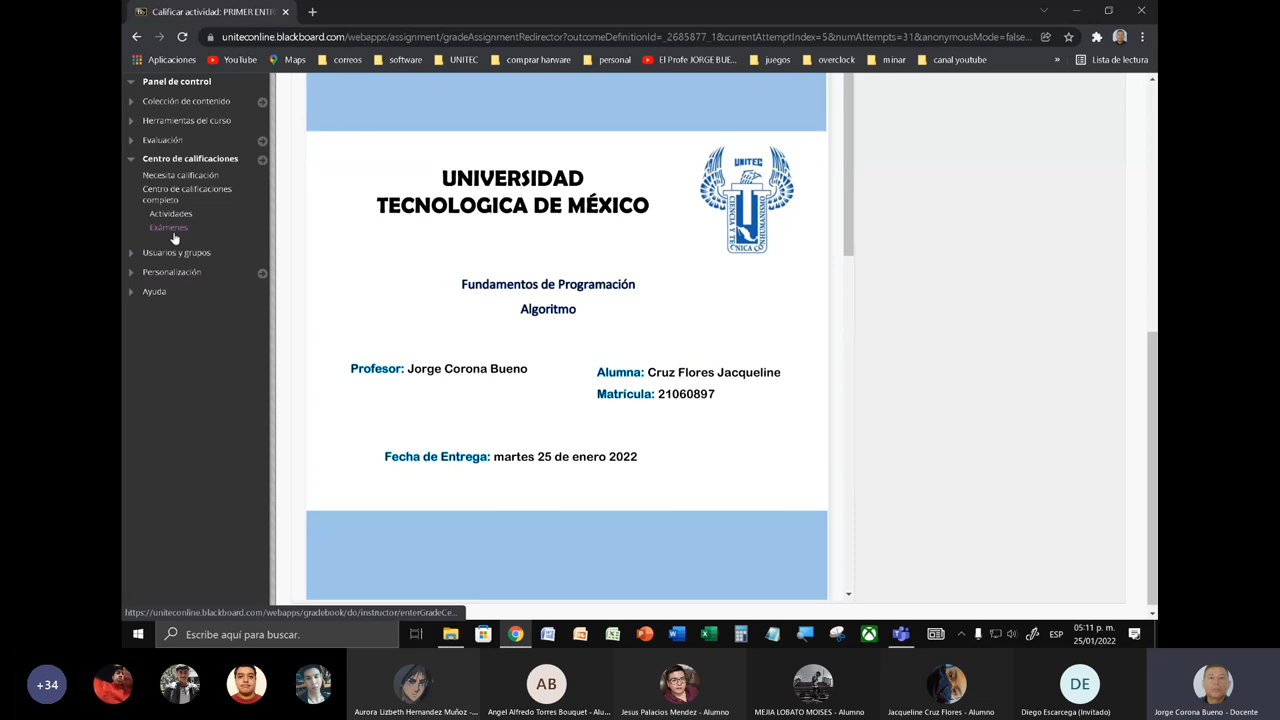 Calificar actividad: PRIMER ENTR
uniteconline.blackboard.com/webapps/assignment/gradeAssignmentRedirector?outcomeDefinitionId=_2685877_1&currentAttemptIndex=5&numAttempts=31&anonymousMode=false...
Aplicaciones YouTube Maps correos software UNITEC comprar harware personal El Profe JORGE BUE... juegos overclock minar canal youtube » Lista de lectura
Panel de control
Colección de contenido
Herramientas del curso
Evaluación
Centro de calificaciones
Necesita calificación
Centro de calificaciones
completo
Actividades
Exámenes
Usuarios y grupos
Personalización
Ayuda
UNIVERSIDAD
TECNOLOGICA DE MÉXICO
UNITEC
CIENCIA Y TÉCNICA CON HUMANISMO
Fundamentos de Programación
Algoritmo
Profesor: Jorge Corona Bueno
Alumna: Cruz Flores Jacqueline
Matrícula: 21060897
Fecha de Entrega: martes 25 de enero 2022
https://uniteconline.blackboard.com/webapps/gradebook/do/instructor/enterGradeCe...
Escribe aquí para buscar.
ESP
05:11 p. m.
25/01/2022
+34
AB
DE
Aurora Lizbeth Hernandez Muñoz -...
Angel Alfredo Torres Bouquet - Alu...
Jesus Palacios Mendez - Alumno
MEJIA LOBATO MOISES - Alumno
Jacqueline Cruz Flores - Alumno
Diego Escarcega (Invitado)
Jorge Corona Bueno - Docente